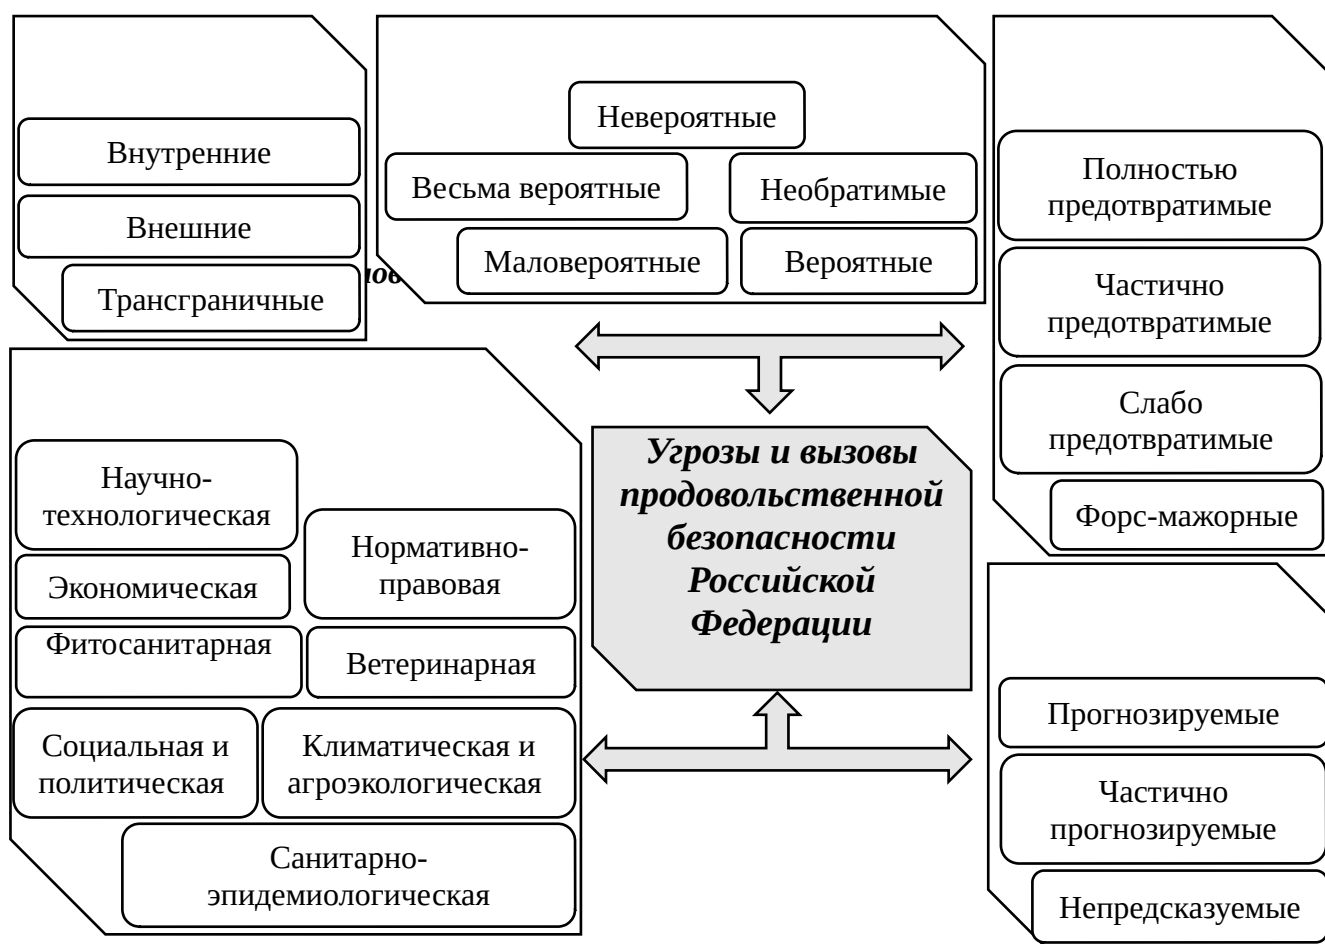 Внутренние
Внешние
Трансграничные
Невероятные
Весьма вероятные
Необратимые
Маловероятные
Вероятные
Полностью
предотвратимые
Частично
предотвратимые
Слабо
предотвратимые
Форс-мажорные
Научно-
технологическая
Нормативно-
правовая
Экономическая
Фитосанитарная
Ветеринарная
Социальная и
политическая
Климатическая и
агроэкологическая
Санитарно-
эпидемиологическая
Угрозы и вызовы
продовольственной
безопасности
Российской
Федерации
Прогнозируемые
Частично
прогнозируемые
Непредсказуемые